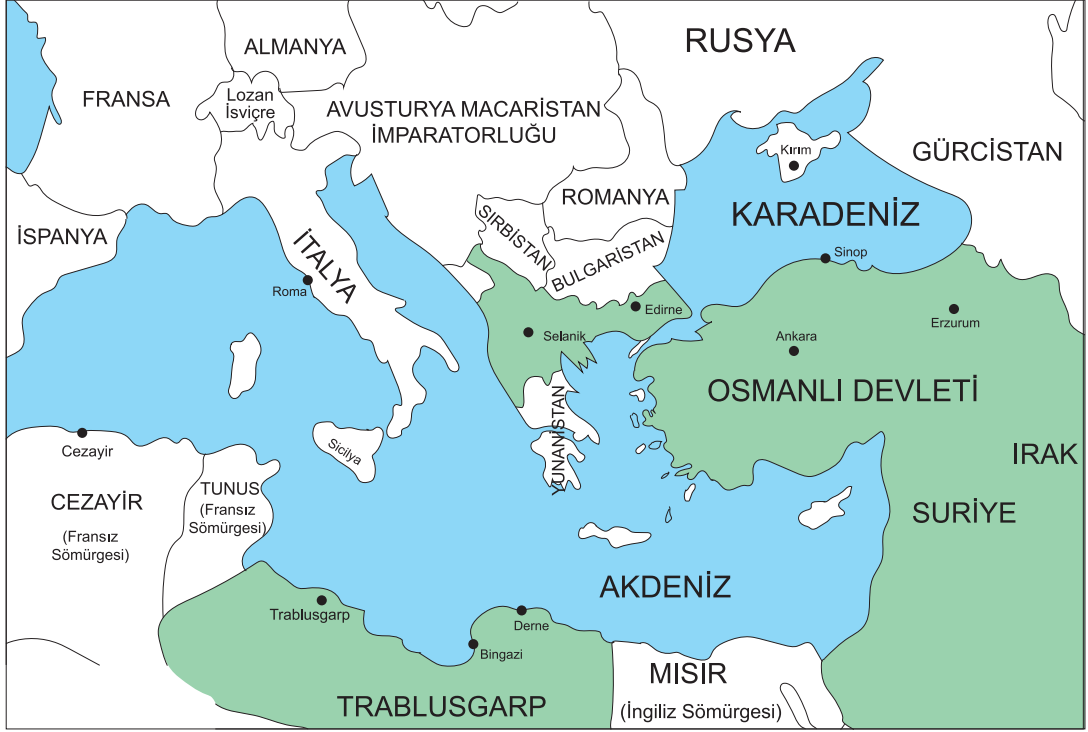 ALMANYA
RUSYA
FRANSA
Lozan
İsviçre
AVUSTURYA MACARİSTAN
İMPARATORLUĞU
Kırım
GÜRCİSTAN
ROMANYA
KARADENİZ
İSPANYA
SIRBİSTAN
BULGARİSTAN
Sinop
İTALYA
Roma
Edirne
Erzurum
Selanik
Ankara
OSMANLI DEVLETİ
YUNANİSTAN
Sicilya
Cezayir
IRAK
CEZAYİR
(Fransız
Sömürgesi)
TUNUS
(Fransız
Sömürgesi)
SURİYE
AKDENİZ
Trablusgarp
Derne
Bingazi
MISIR
(İngiliz Sömürgesi)
TRABLUSGARP